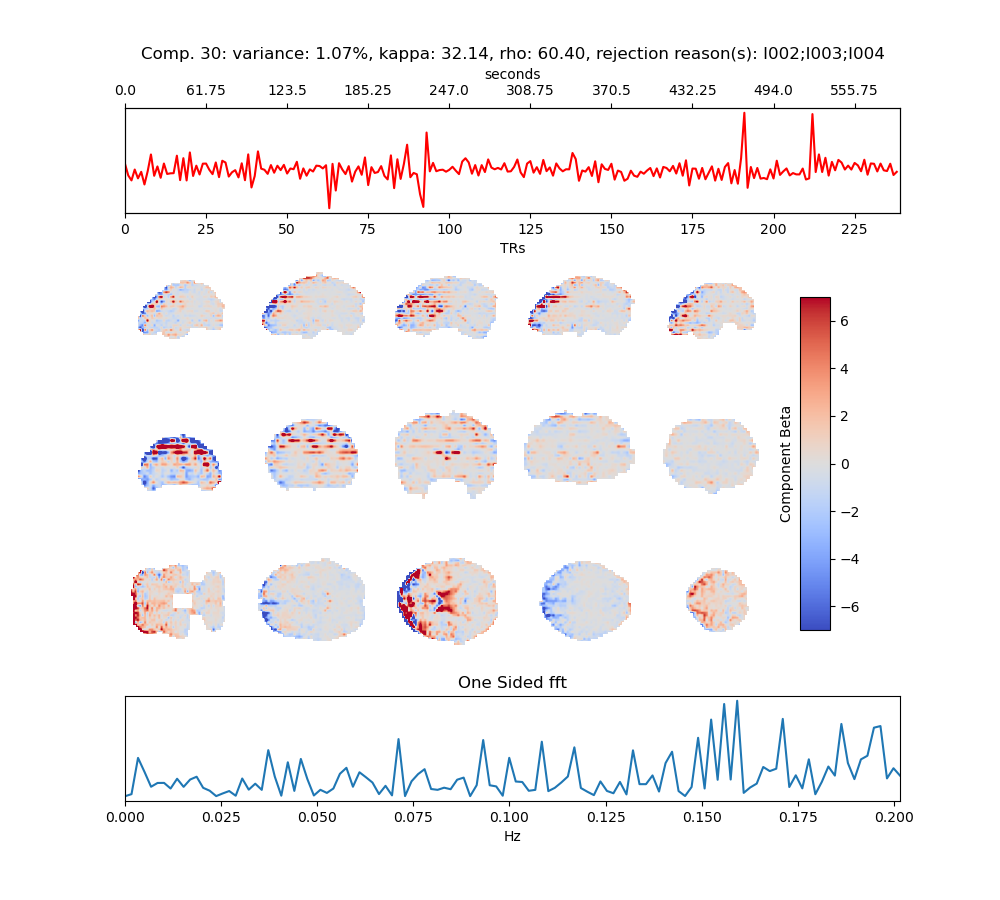 Comp. 30: variance: 1.07%, kappa: 32.14, rho: 60.40, rejection reason(s): I002;I003;I004
seconds
0.0 61.75 123.5 185.25 247.0 308.75 370.5 432.25 494.0 555.75
0 25 50 75 100 125 150 175 200 225
TRs
6
4
2
0
−2
−4
−6
Component Beta
One Sided fft
0.000 0.025 0.050 0.075 0.100 0.125 0.150 0.175 0.200
Hz